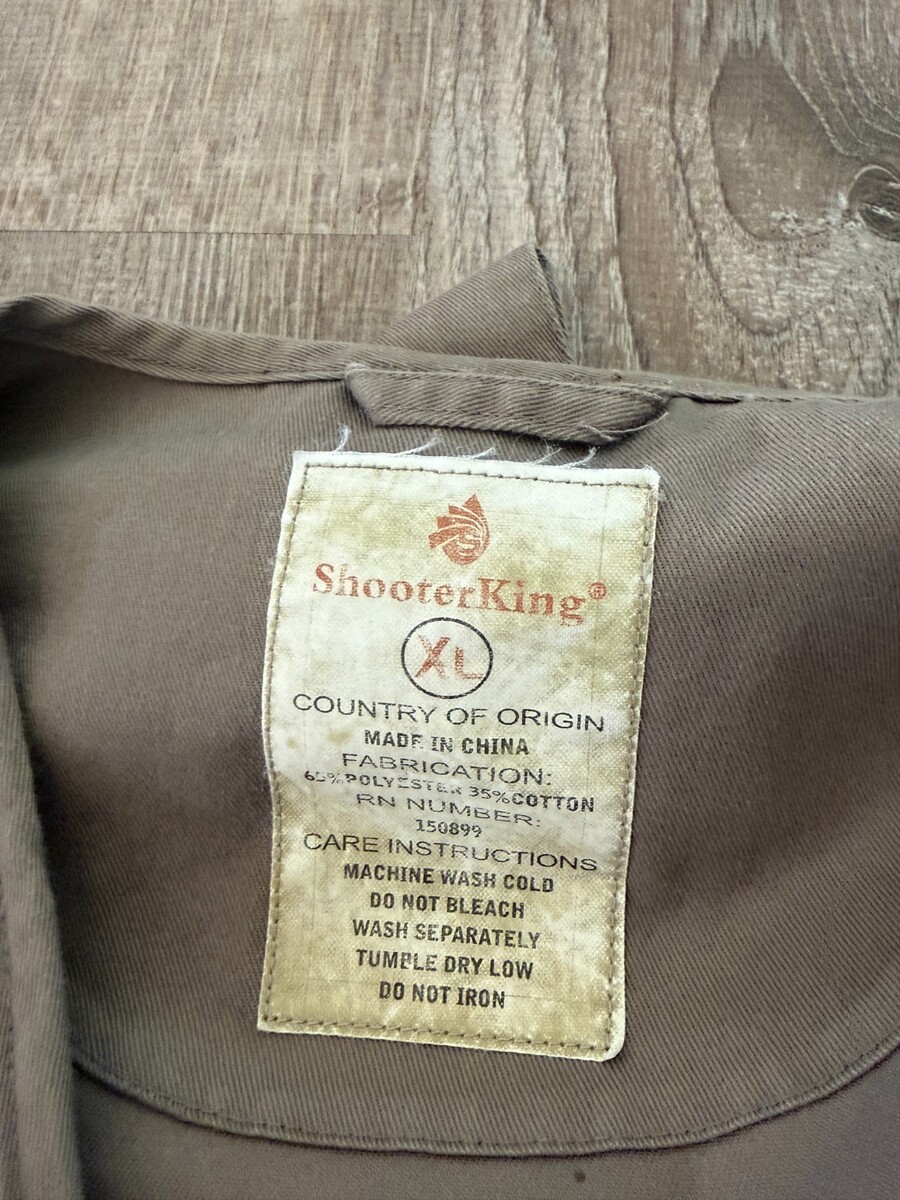 ShooterKing®
XL
COUNTRY OF ORIGIN
MADE IN CHINA
FABRICATION:
65%POLYESTER 35%COTTON
RN NUMBER:
150899
CARE INSTRUCTIONS
MACHINE WASH COLD
DO NOT BLEACH
WASH SEPARATELY
TUMBLE DRY LOW
DO NOT IRON